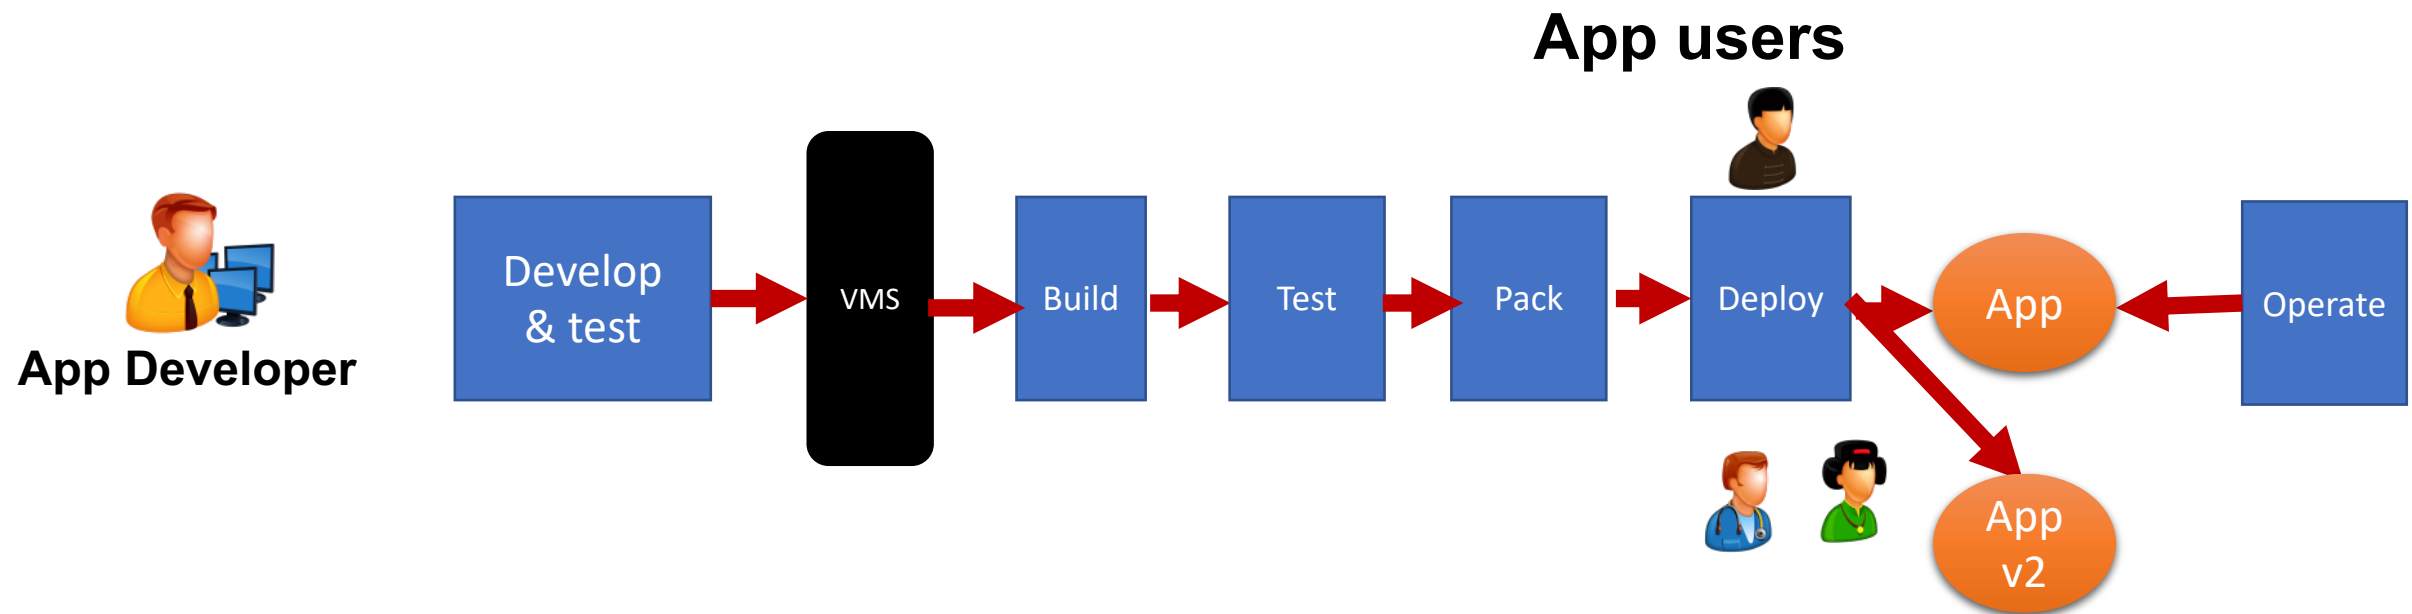 App users
App Developer
Develop
& test
VMS
Build
Test
Pack
Deploy
App
Operate
App
v2